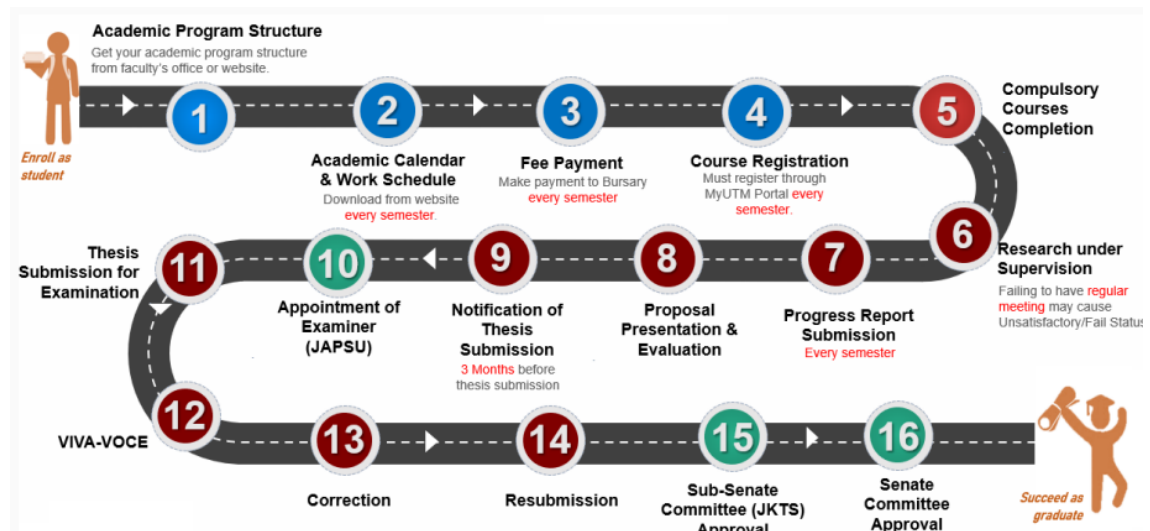 Academic Program Structure
Get your academic program structure
from faculty's office or website.
Enroll as
student
1
2
3
4
5
Academic Calendar
& Work Schedule
Download from website
every semester.
Fee Payment
Make payment to Bursary
every semester
Course Registration
Must register through
MyUTM Portal every
semester.
Compulsory
Courses
Completion
6
Research under
Supervision
Failing to have regular
meeting may cause
Unsatisfactory/Fail Status
7
Progress Report
Submission
Every semester
8
Proposal
Presentation &
Evaluation
9
Notification of
Thesis
Submission
3 Months before
thesis submission
10
Appointment of
Examiner
(JAPSU)
11
Thesis
Submission for
Examination
12
VIVA-VOCE
13
Correction
14
Resubmission
15
Sub-Senate
Committee (JKTS)
Approval
16
Senate
Committee
Approval
Succeed as
graduate